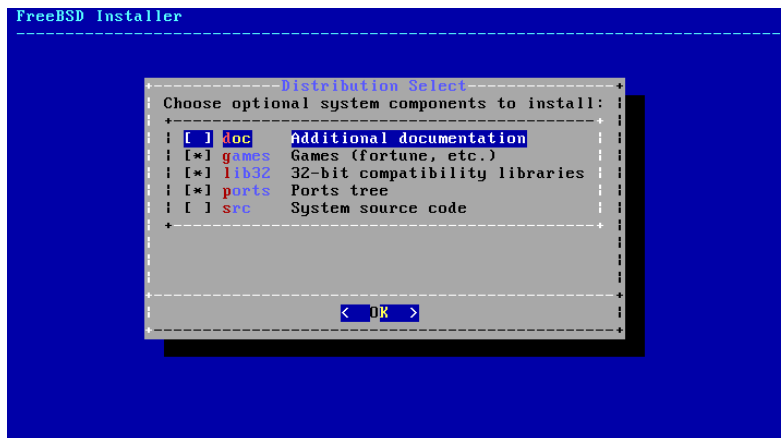 FreeBSD Installer
Distribution Select
Choose optional system components to install:
[ ] doc Additional documentation
[*] games Games (fortune, etc.)
[*] lib32 32-bit compatibility libraries
[*] ports Ports tree
[ ] src System source code
< OK >